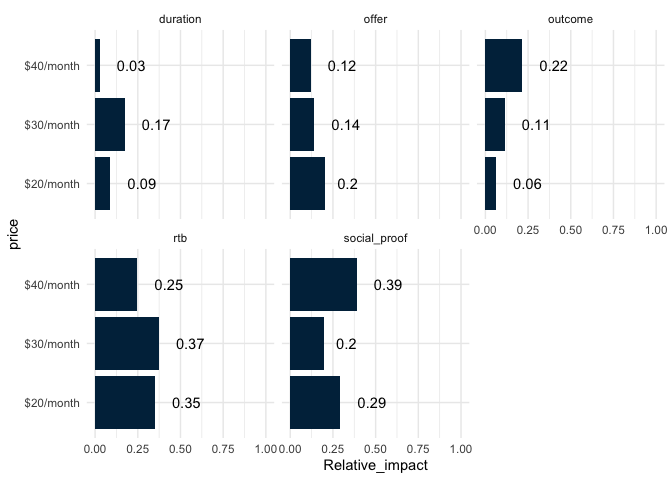 duration
offer
outcome
$40/month
0.03
0.12
0.22
$30/month
0.17
0.14
0.11
$20/month
0.09
0.2
0.06
0.00 0.25 0.50 0.75 1.00
price
rtb
social_proof
$40/month
0.25
0.39
$30/month
0.37
0.2
$20/month
0.35
0.29
0.00 0.25 0.50 0.75 1.00
0.00 0.25 0.50 0.75 1.00
Relative_impact